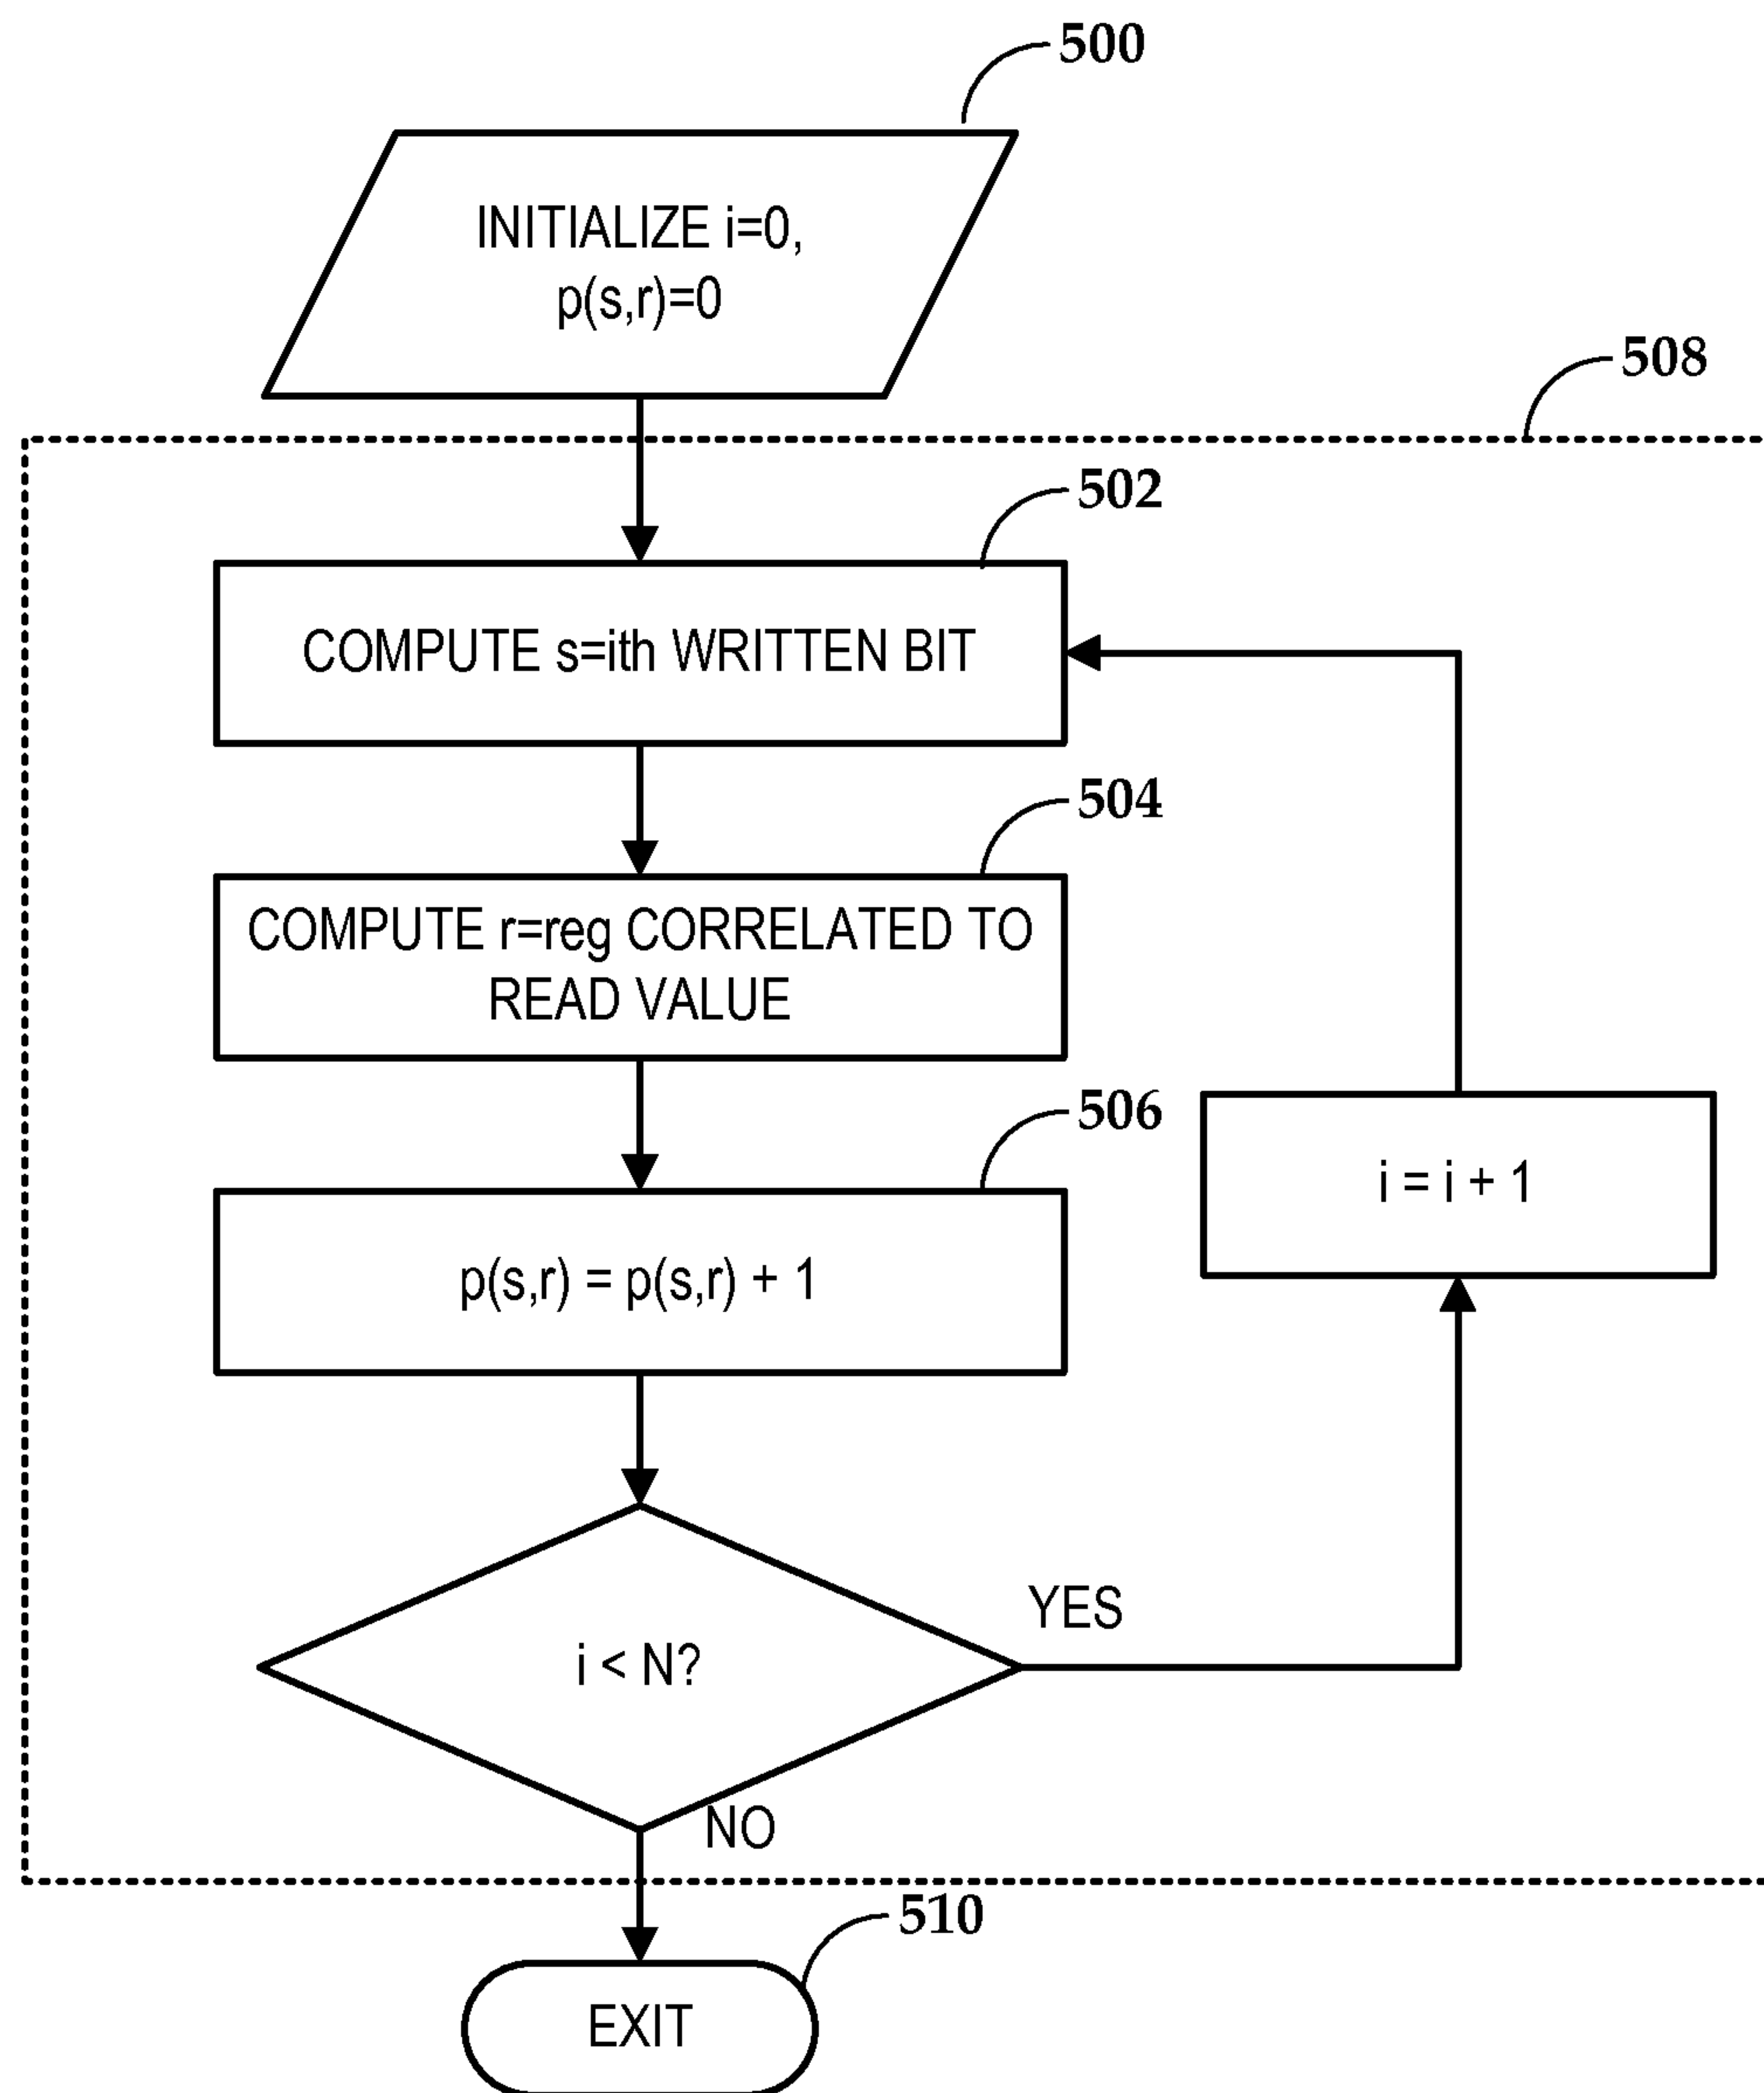 500
INITIALIZE i=0,
p(s,r)=0
508
502
COMPUTE s=ith WRITTEN BIT
504
COMPUTE r=reg CORRELATED TO
READ VALUE
506
i = i + 1
p(s,r) = p(s,r) + 1
YES
i < N?
NO
510
EXIT